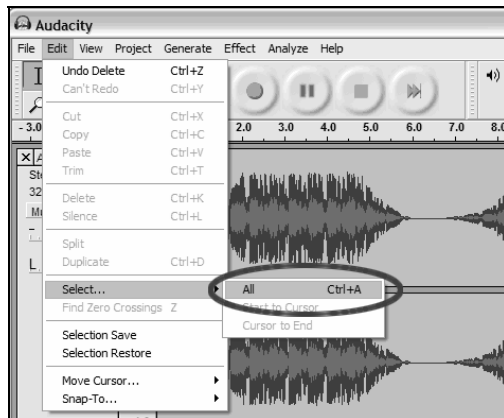 Audacity
File Edit View Project Generate Effect Analyze Help
Undo Delete Ctrl+Z
Can't Redo Ctrl+Y
- 3.0 2.0 3.0 4.0 5.0 6.0 7.0 8.0
Cut Ctrl+X
Copy Ctrl+C
Paste Ctrl+V
Trim Ctrl+T
X
32
Delete Ctrl+K
Silence Ctrl+L
Split
Duplicate Ctrl+D
L
Select...
All Ctrl+A
Find Zero Crossings Z
Start to Cursor
Cursor to End
Selection Save
Selection Restore
Move Cursor...
Snap-To...